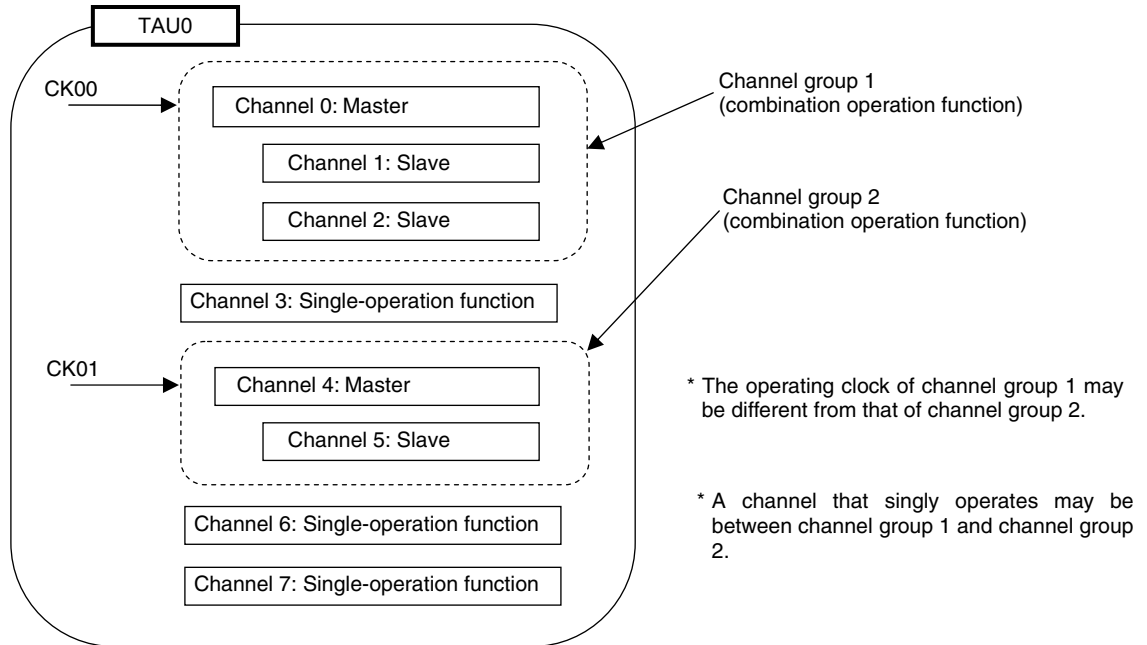 TAU0
CK00
Channel 0: Master
Channel 1: Slave
Channel 2: Slave
Channel group 1
(combination operation function)
Channel group 2
(combination operation function)
Channel 3: Single-operation function
CK01
Channel 4: Master
Channel 5: Slave
* The operating clock of channel group 1 may
be different from that of channel group 2.
Channel 6: Single-operation function
Channel 7: Single-operation function
* A channel that singly operates may be
between channel group 1 and channel group
2.